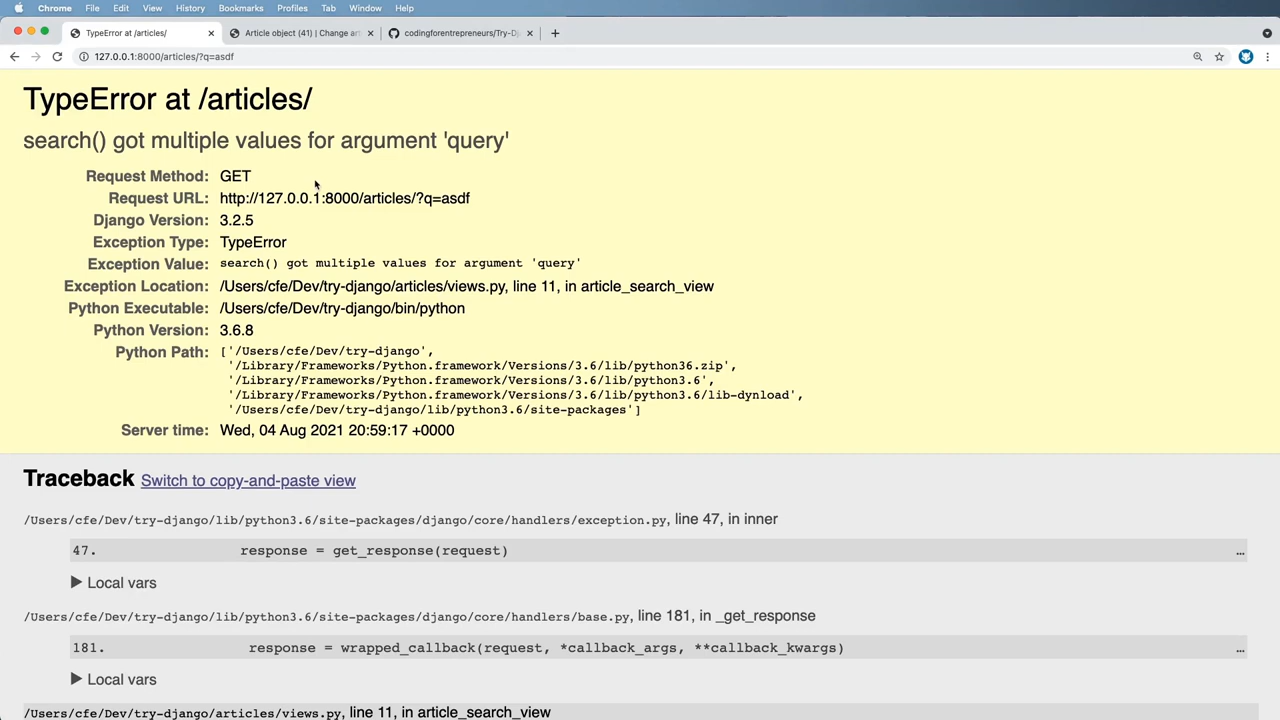 Chrome File Edit View History Bookmarks Profiles Tab Window Help
TypeError at /articles/ Article object (41) | Change art codingforentrepreneurs/Try-Dj
127.0.0.1:8000/articles/?q=asdf
TypeError at /articles/
search() got multiple values for argument 'query'
Request Method: GET
Request URL: http://127.0.0.1:8000/articles/?q=asdf
Django Version: 3.2.5
Exception Type: TypeError
Exception Value: search() got multiple values for argument 'query'
Exception Location: /Users/cfe/Dev/try-django/articles/views.py, line 11, in article_search_view
Python Executable: /Users/cfe/Dev/try-django/bin/python
Python Version: 3.6.8
Python Path: ['/Users/cfe/Dev/try-django',
'/Library/Frameworks/Python.framework/Versions/3.6/lib/python36.zip',
'/Library/Frameworks/Python.framework/Versions/3.6/lib/python3.6',
'/Library/Frameworks/Python.framework/Versions/3.6/lib/python3.6/lib-dynload',
'/Users/cfe/Dev/try-django/lib/python3.6/site-packages']
Server time: Wed, 04 Aug 2021 20:59:17 +0000
Traceback Switch to copy-and-paste view
/Users/cfe/Dev/try-django/lib/python3.6/site-packages/django/core/handlers/exception.py, line 47, in inner
47. response = get_response(request) …
▶ Local vars
/Users/cfe/Dev/try-django/lib/python3.6/site-packages/django/core/handlers/base.py, line 181, in _get_response
181. response = wrapped_callback(request, *callback_args, **callback_kwargs) …
▶ Local vars
/Users/cfe/Dev/try-django/articles/views.py, line 11, in article_search_view